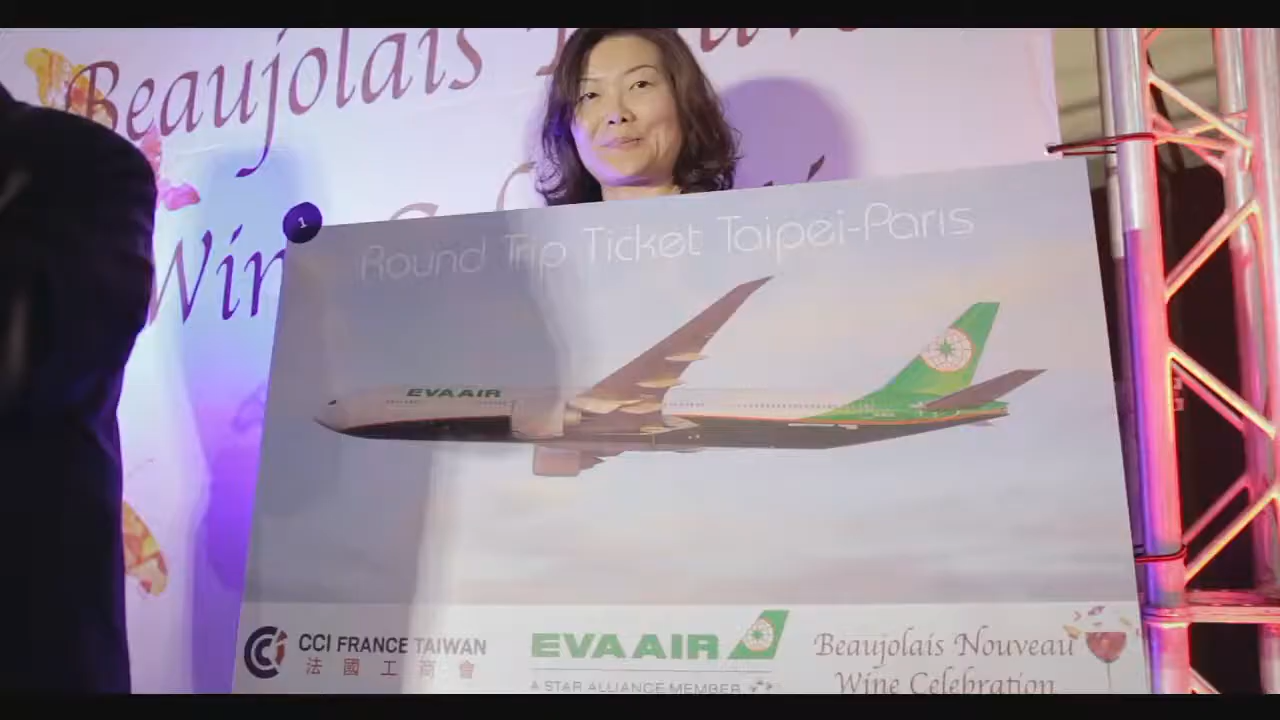 Beaujolais
Win
1
Round Trip Ticket Taipei-Paris
EVA AIR
CCI FRANCE TAIWAN
法國工商會
EVA AIR
A STAR ALLIANCE MEMBER
Beaujolais Nouveau
Wine Celebration